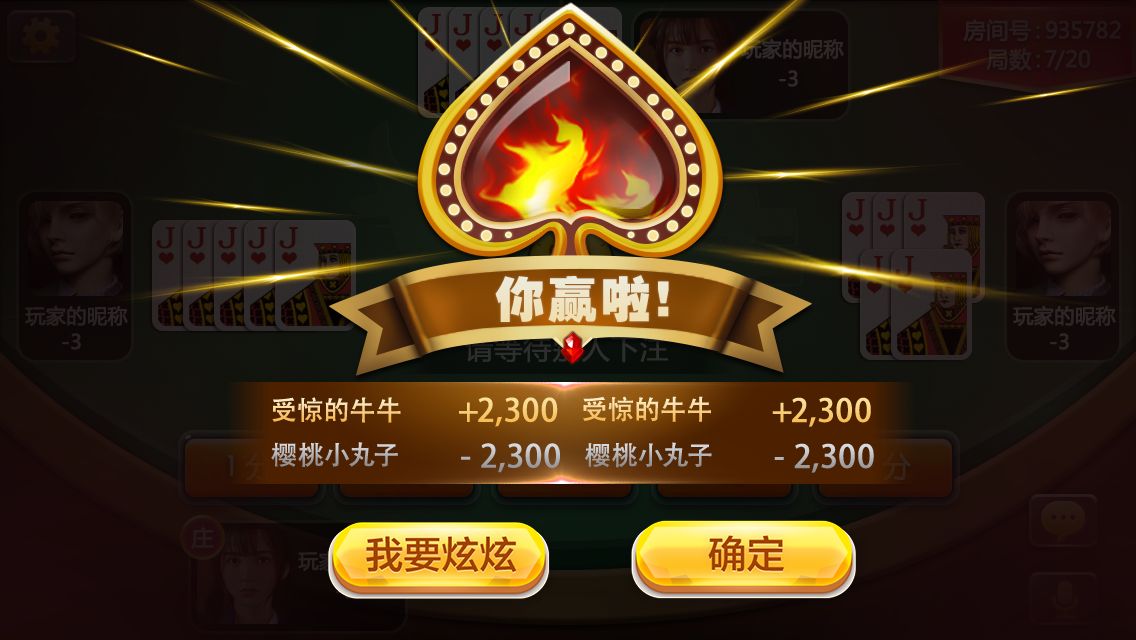 J J J J
玩家的昵称
-3
房间号:935782
局数:7/20
J J J J J
玩家的昵称
-3
J J J
J J
玩家的昵称
-3
你赢啦!
请等待
人下注
受惊的牛牛 +2,300 受惊的牛牛 +2,300
樱桃小丸子 - 2,300 樱桃小丸子 - 2,300
1 分
分
庄
玩家
我要炫炫
确定